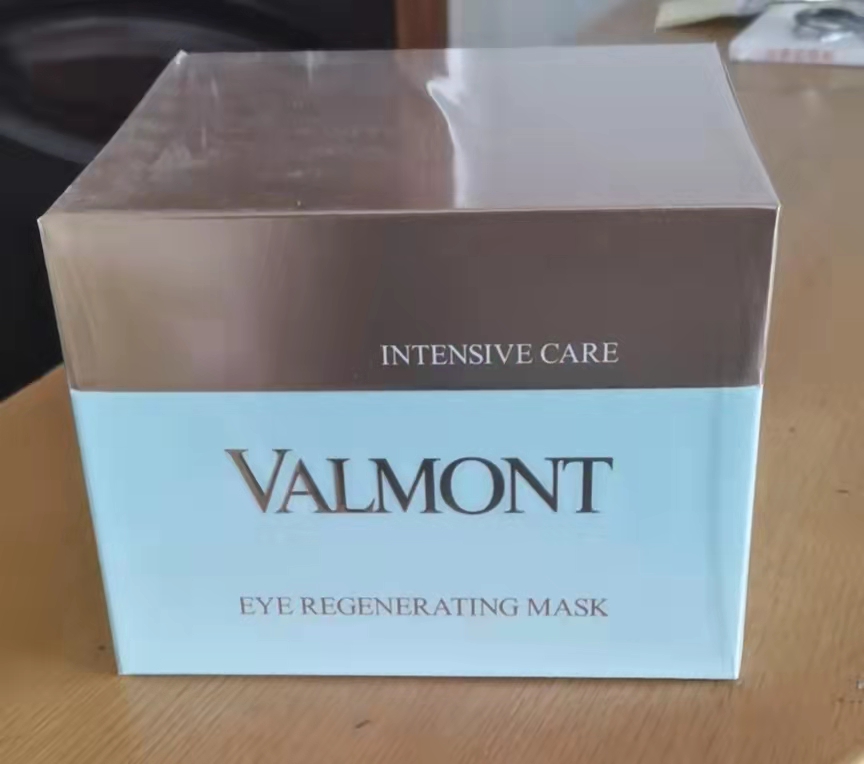 INTENSIVE CARE
VALMONT
EYE REGENERATING MASK